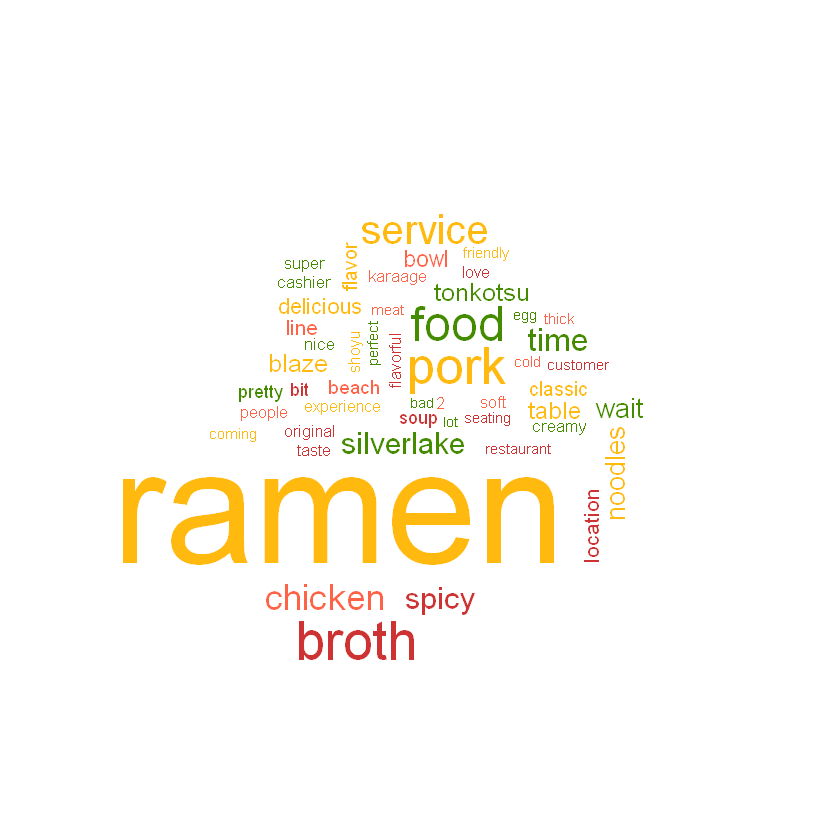 service
friendly
super
flavor
bowl
love
cashier
karaage
tonkotsu
delicious
meat
egg
thick
line
food
time
nice
shoyu
perfect
flavorful
blaze
pork
cold
customer
pretty
bit
beach
classic
people
experience
bad
2
soft
table
wait
soup
lot
seating
creamy
coming
original
silverlake
taste
restaurant
noodles
ramen
location
chicken
spicy
broth